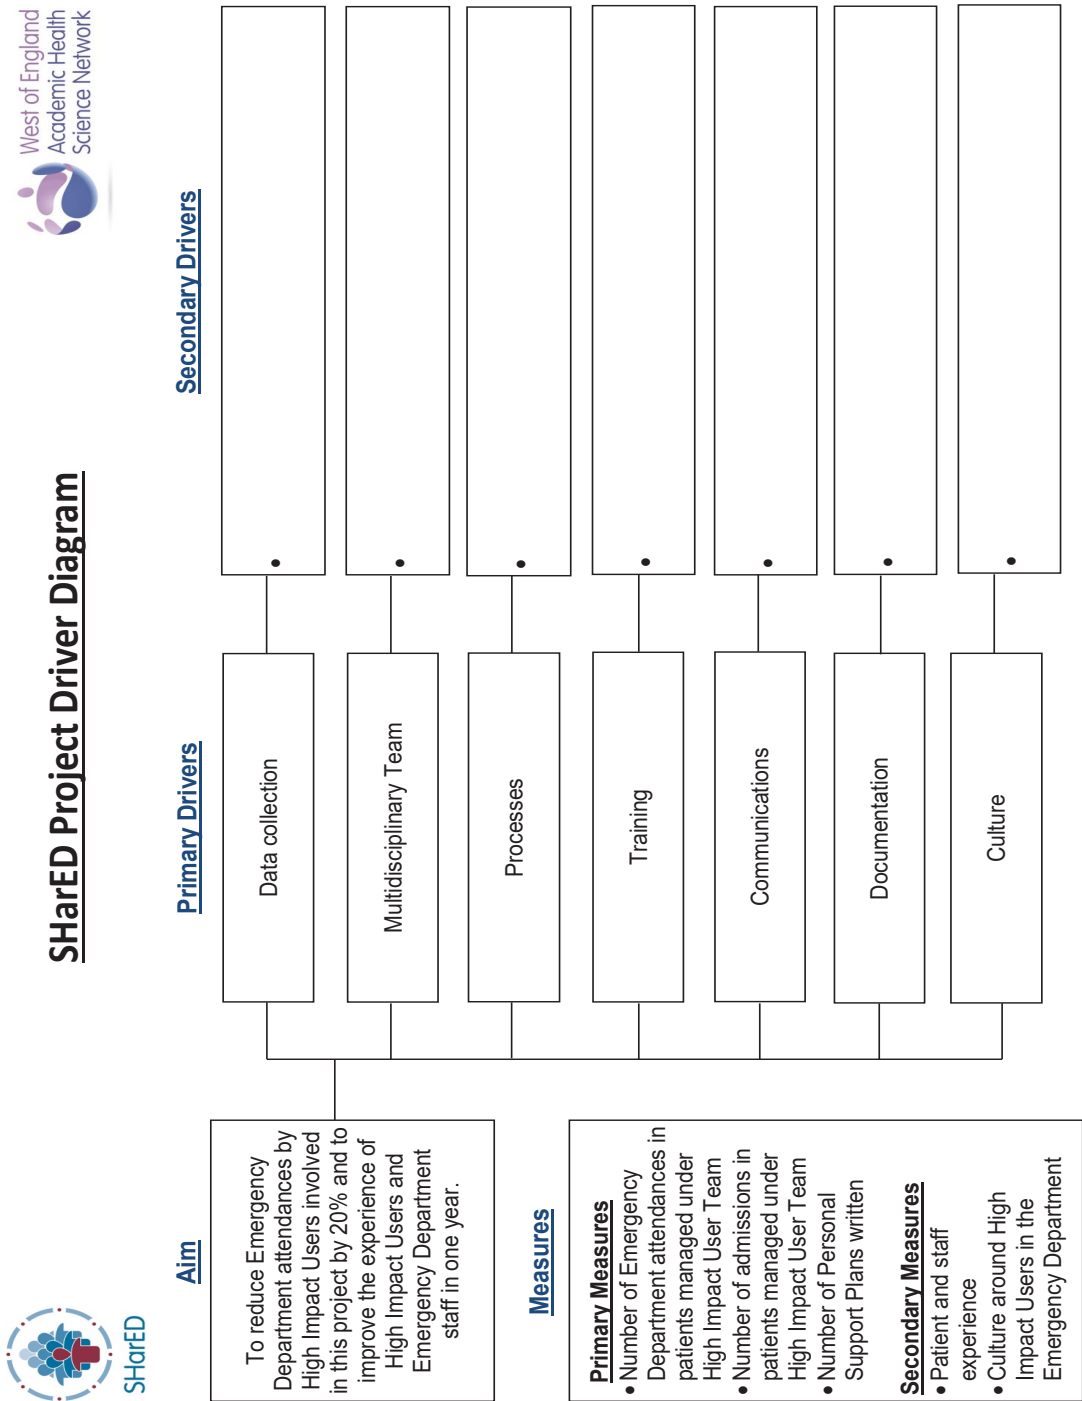 SHarED
SHarED Project Driver Diagram
West of England
Academic Health
Science Network
Aim
To reduce Emergency
Department attendances by
High Impact Users involved
in this project by 20% and to
improve the experience of
High Impact Users and
Emergency Department
staff in one year.
Measures
Primary Measures
• Number of Emergency
Department attendances in
patients managed under
High Impact User Team
• Number of admissions in
patients managed under
High Impact User Team
• Number of Personal
Support Plans written
Secondary Measures
• Patient and staff
experience
• Culture around High
Impact Users in the
Emergency Department
Primary Drivers
Data collection
Multidisciplinary Team
Processes
Training
Communications
Documentation
Culture
Secondary Drivers
•
•
•
•
•
•
•